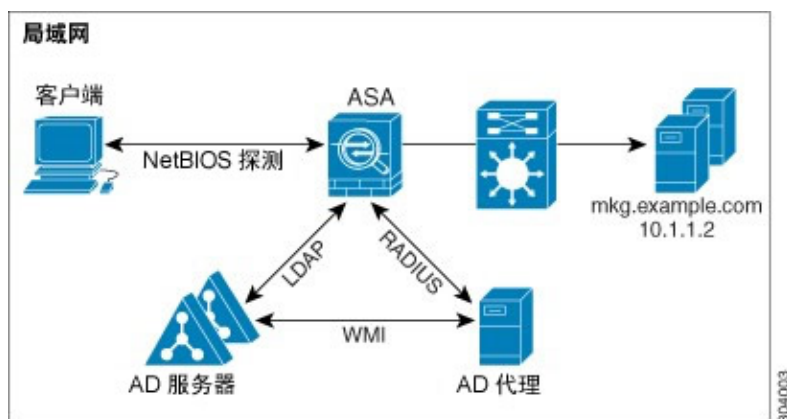 局域网
客户端
ASA
NetBIOS 探测
mkg.example.com
10.1.1.2
LDAP
RADIUS
WMI
AD 服务器
AD 代理
304003